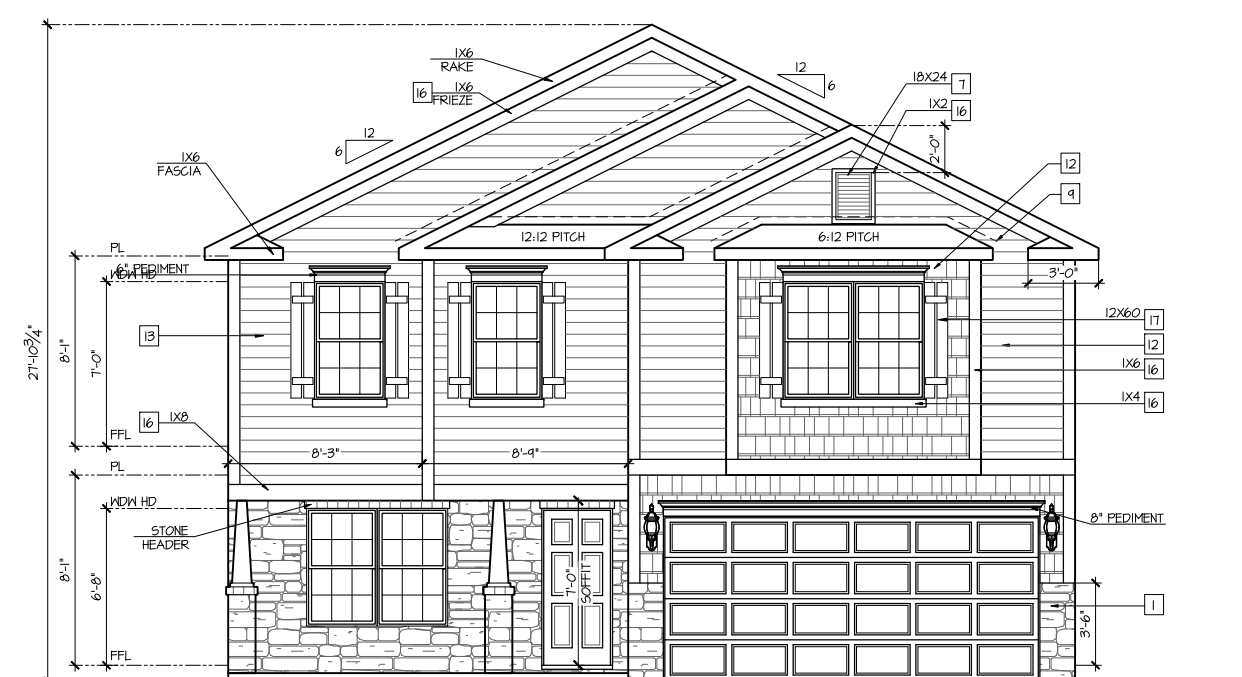 1X6
RAKE
16
1X6
FRIEZE
12
6
12
6
18X24
7
1X2
16
2'-0"
1X6
FASCIA
12
9
12:12 PITCH
6:12 PITCH
PL
6" PEDIMENT
WDW HD
3'-0"
27'-10¾"
8'-1"
7'-0"
13
12X60
17
12
1X6
16
1X4
16
16
1X8
FFL
8'-3"
8'-9"
PL
WDW HD
STONE
HEADER
8" PEDIMENT
8'-1"
6'-8"
7'-0"
SOFFIT
1
3'-6"
FFL